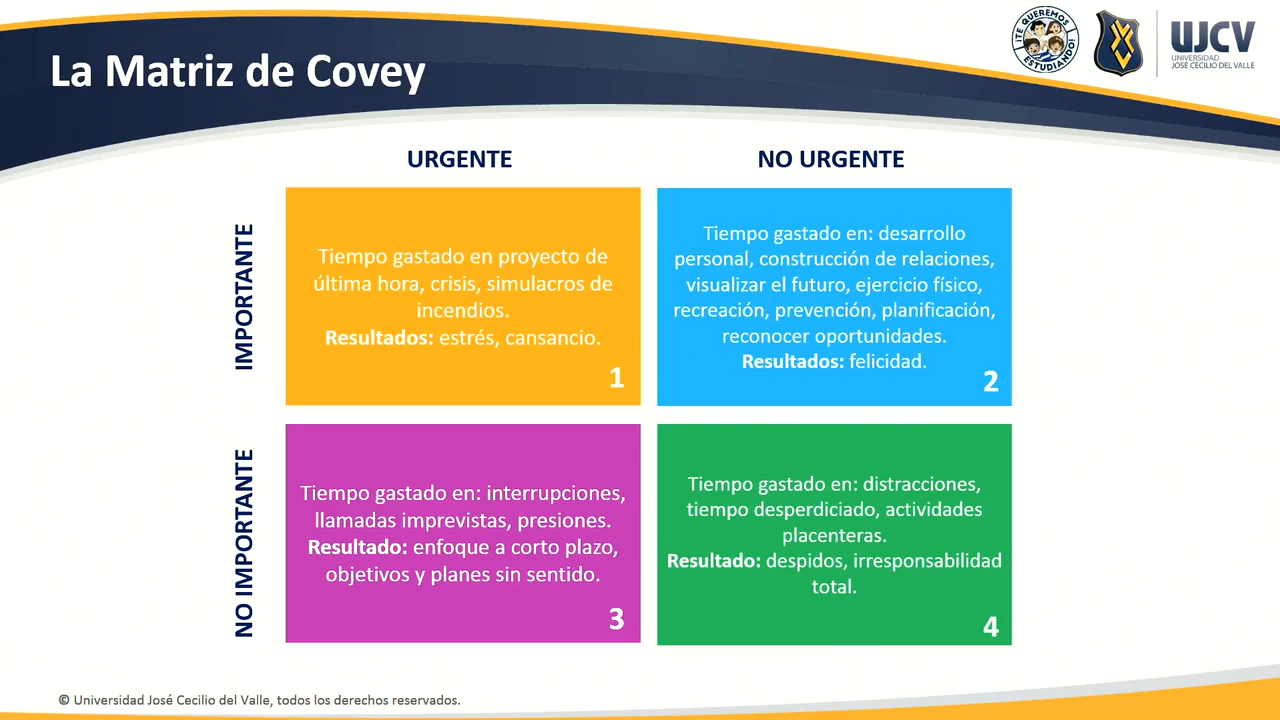 La Matriz de Covey
¡TE QUEREMOS
ESTUDIANDO!
UJCV
UNIVERSIDAD
JOSÉ CECILIO DEL VALLE
URGENTE
NO URGENTE
IMPORTANTE
Tiempo gastado en proyecto de
última hora, crisis, simulacros de
incendios.
Resultados: estrés, cansancio.
1
Tiempo gastado en: desarrollo
personal, construcción de relaciones,
visualizar el futuro, ejercicio físico,
recreación, prevención, planificación,
reconocer oportunidades.
Resultados: felicidad.
2
NO IMPORTANTE
Tiempo gastado en: interrupciones,
llamadas imprevistas, presiones.
Resultado: enfoque a corto plazo,
objetivos y planes sin sentido.
3
Tiempo gastado en: distracciones,
tiempo desperdiciado, actividades
placenteras.
Resultado: despidos, irresponsabilidad
total.
4
© Universidad José Cecilio del Valle, todos los derechos reservados.